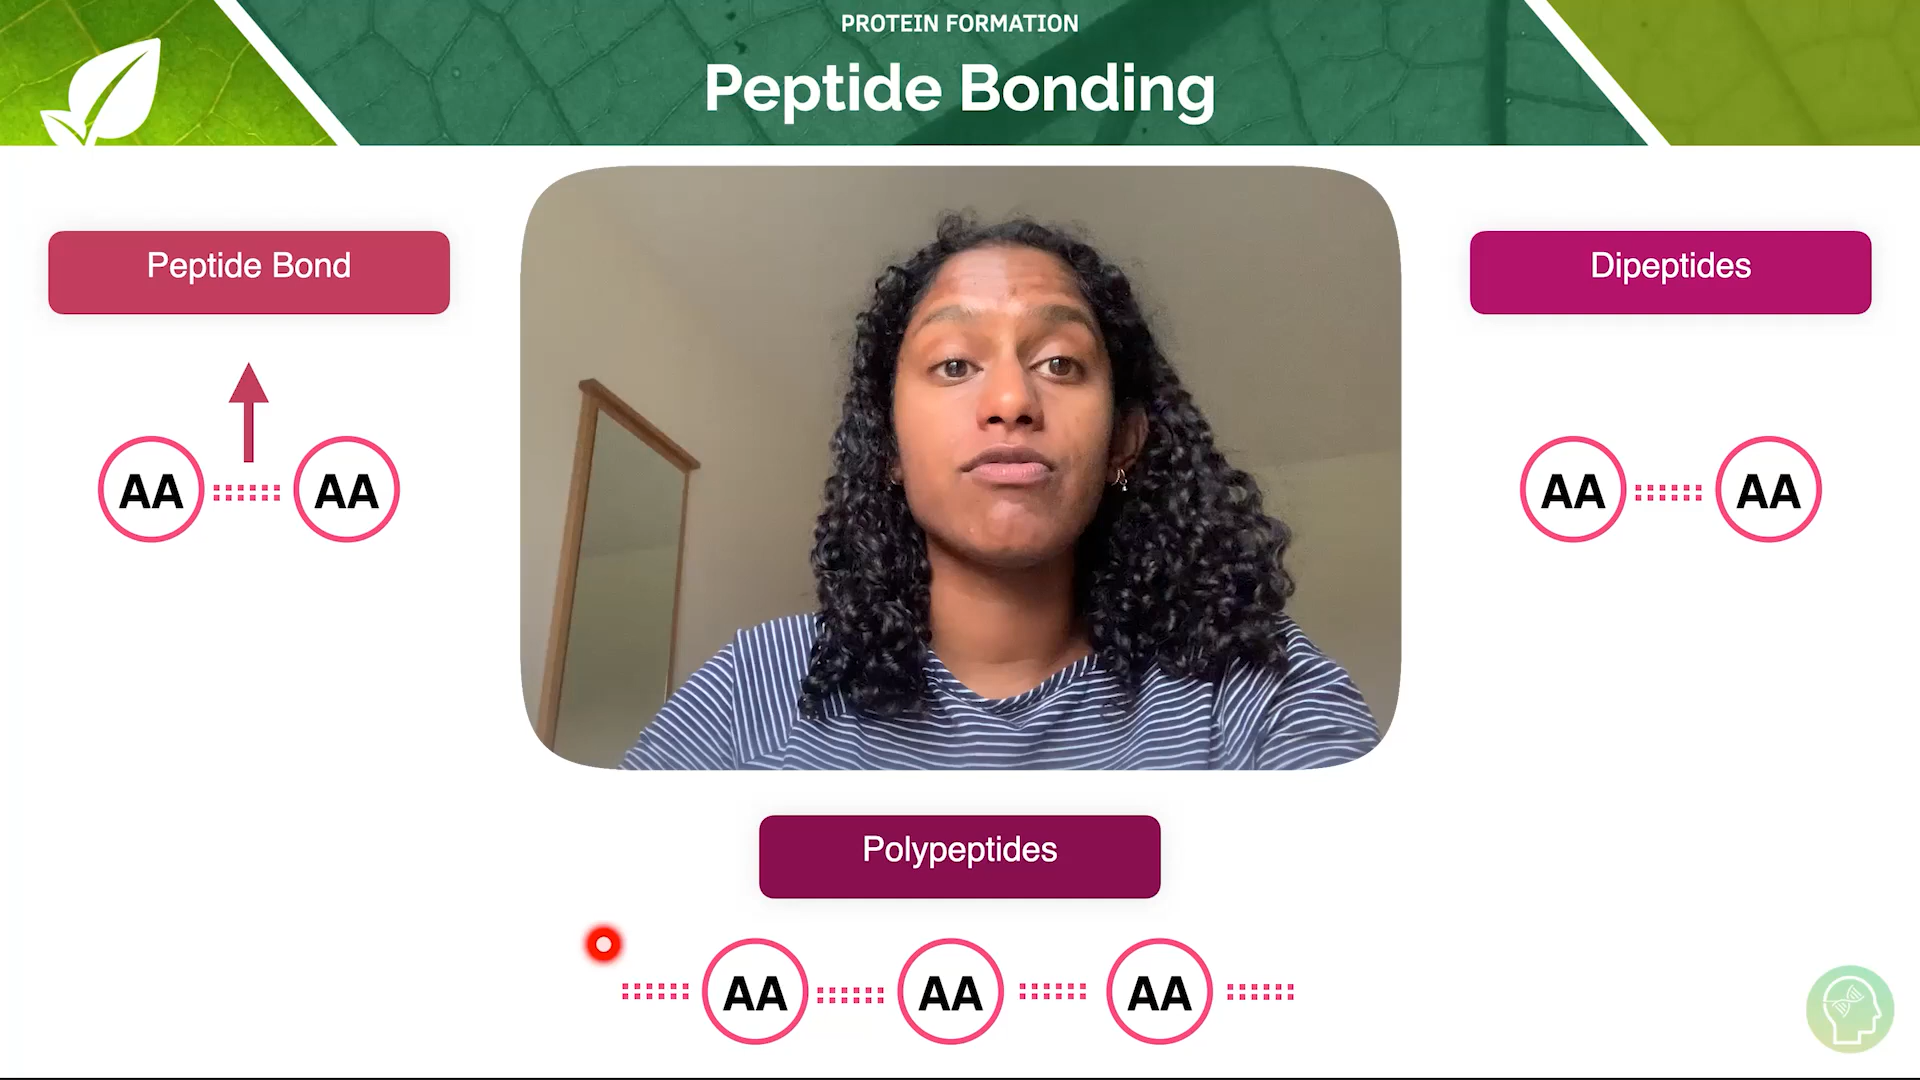 PROTEIN FORMATION
Peptide Bonding
Peptide Bond
Dipeptides
AA AA
AA AA
Polypeptides
AA AA AA